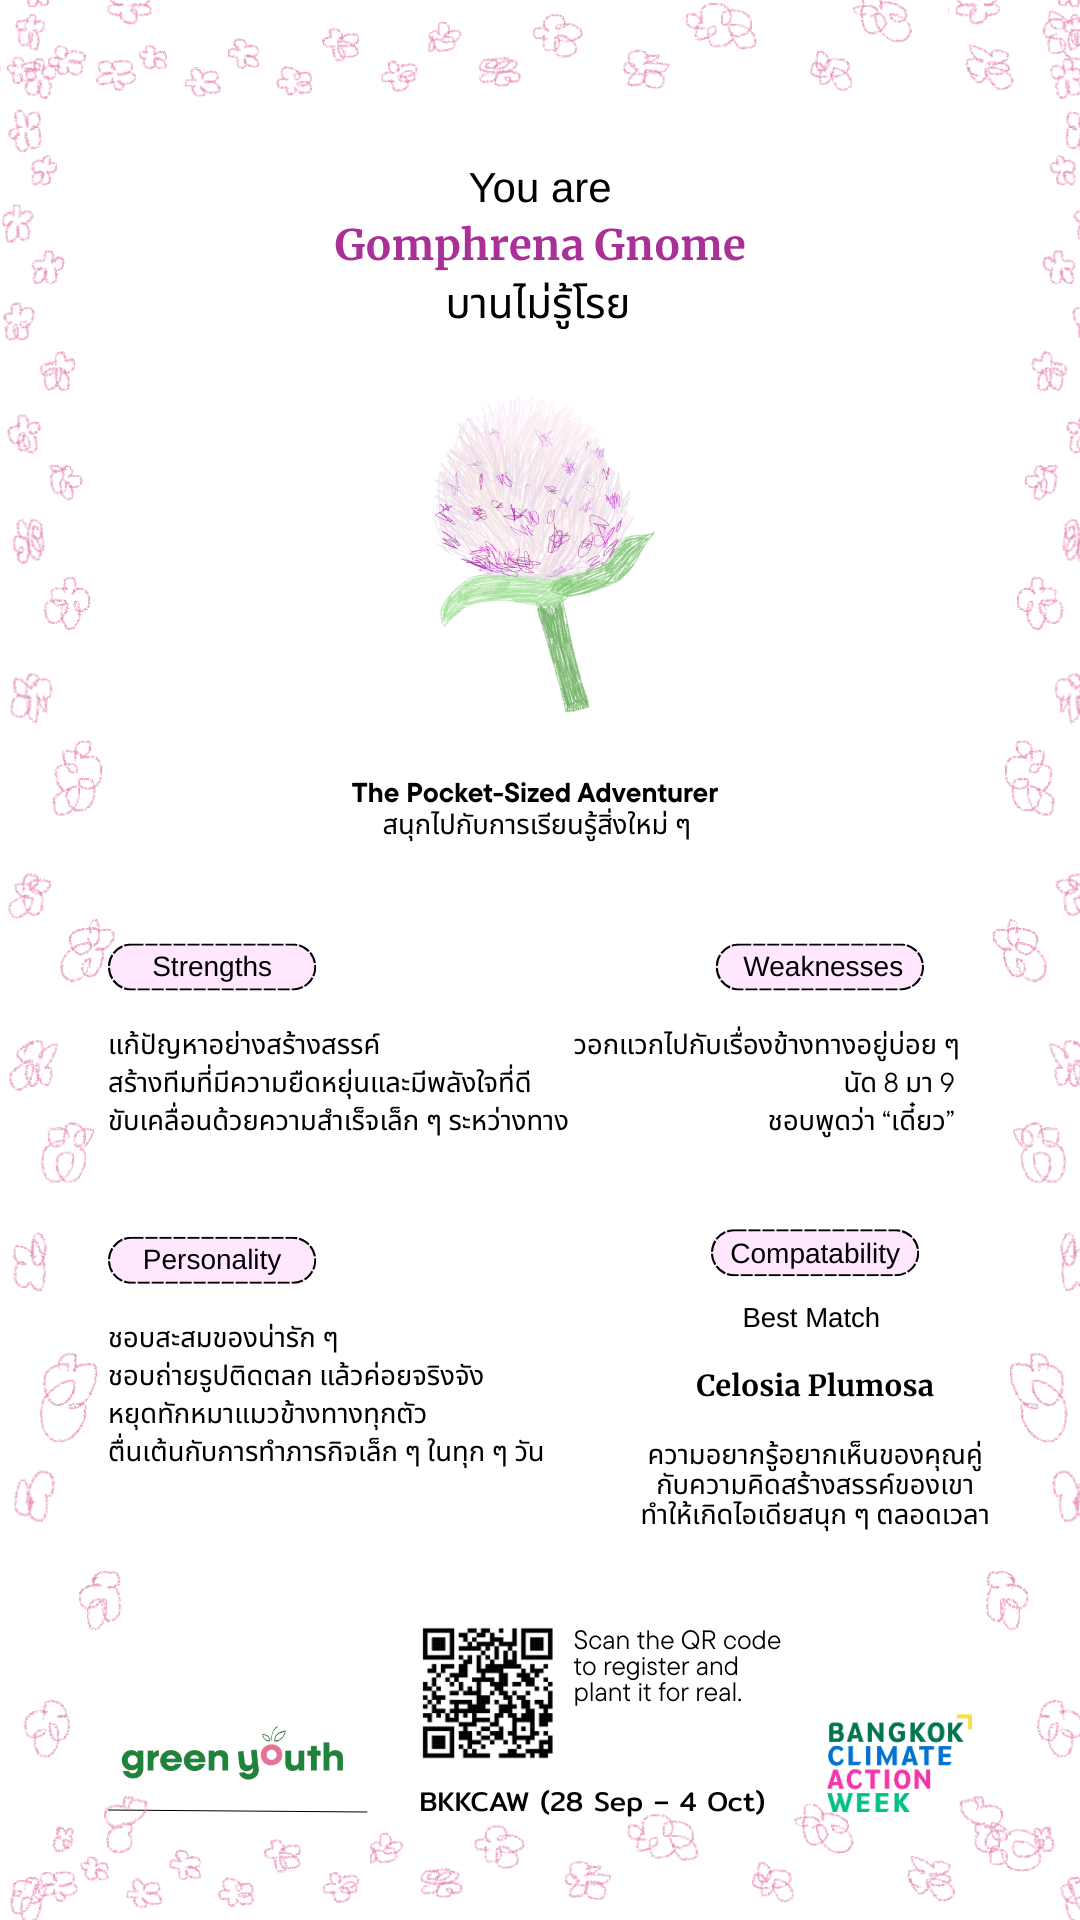 You are
Gomphrena Gnome
บานไม่รู้โรย
The Pocket-Sized Adventurer
สนุกไปกับการเรียนรู้สิ่งใหม่ ๆ
Strengths
แก้ปัญหาอย่างสร้างสรรค์
สร้างทีมที่มีความยืดหยุ่นและมีพลังใจที่ดี
ขับเคลื่อนด้วยความสำเร็จเล็ก ๆ ระหว่างทาง
Weaknesses
วอกแวกไปกับเรื่องข้างทางอยู่บ่อย ๆ
นัด 8 มา 9
ชอบพูดว่า “เดี๋ยว”
Personality
ชอบสะสมของน่ารัก ๆ
ชอบถ่ายรูปติดตลก แล้วค่อยจริงจัง
หยุดทักหมาแมวข้างทางทุกตัว
ตื่นเต้นกับการทำภารกิจเล็ก ๆ ในทุก ๆ วัน
Compatability
Best Match
Celosia Plumosa
ความอยากรู้อยากเห็นของคุณคู่
กับความคิดสร้างสรรค์ของเขา
ทำให้เกิดไอเดียสนุก ๆ ตลอดเวลา
Scan the QR code
to register and
plant it for real.
green youth
BKKCAW (28 Sep – 4 Oct)
BANGKOK
CLIMATE
ACTION
WEEK